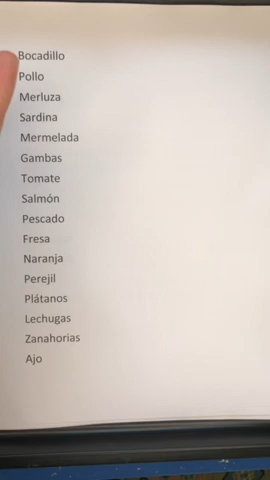 Bocadillo
Pollo
Merluza
Sardina
Mermelada
Gambas
Tomate
Salmón
Pescado
Fresa
Naranja
Perejil
Plátanos
Lechugas
Zanahorias
Ajo